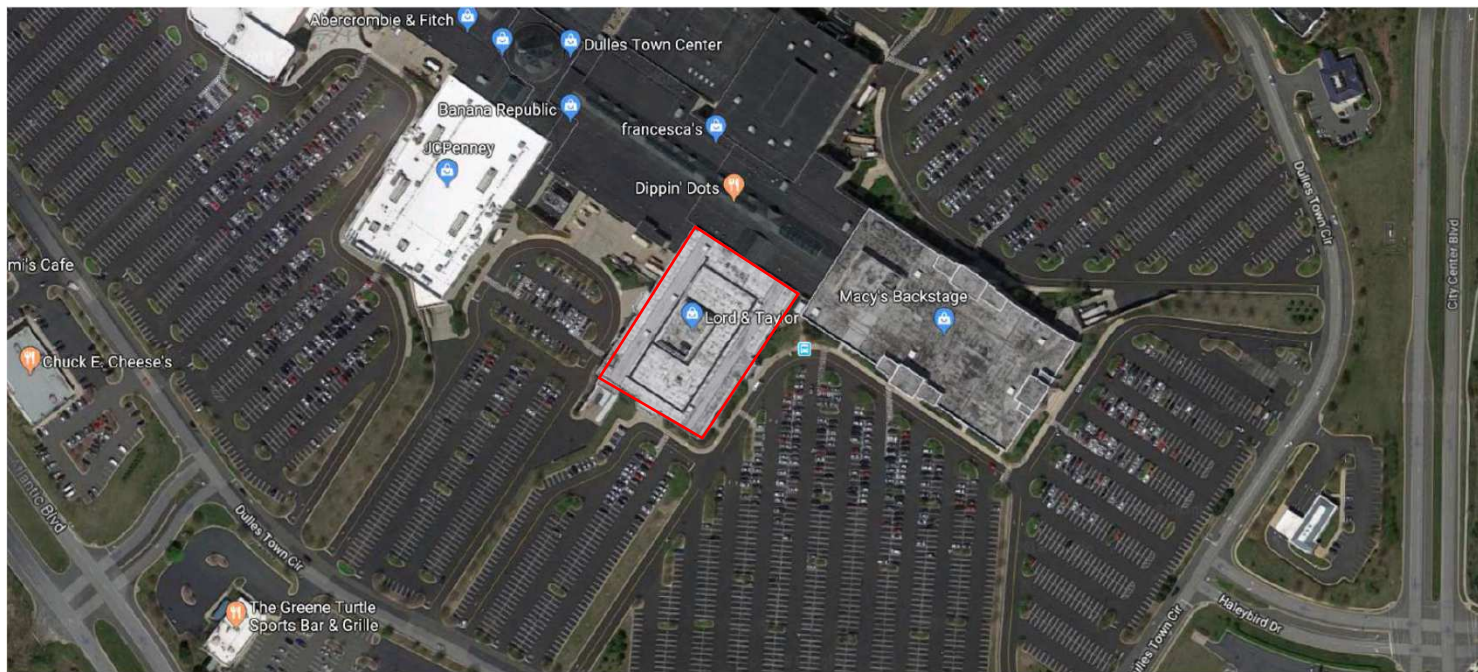 Abercrombie & Fitch
Dulles Town Center
Banana Republic
francesca's
JCPenney
Dippin' Dots
Dulles Town Cir
City Center Blvd
mi's Cafe
Macy's Backstage
Lord & Taylor
Chuck E. Cheese's
Atlantic Blvd
Dulles Town Cir
The Greene Turtle
Sports Bar & Grille
Haleybird Dr
Dulles Town Cir